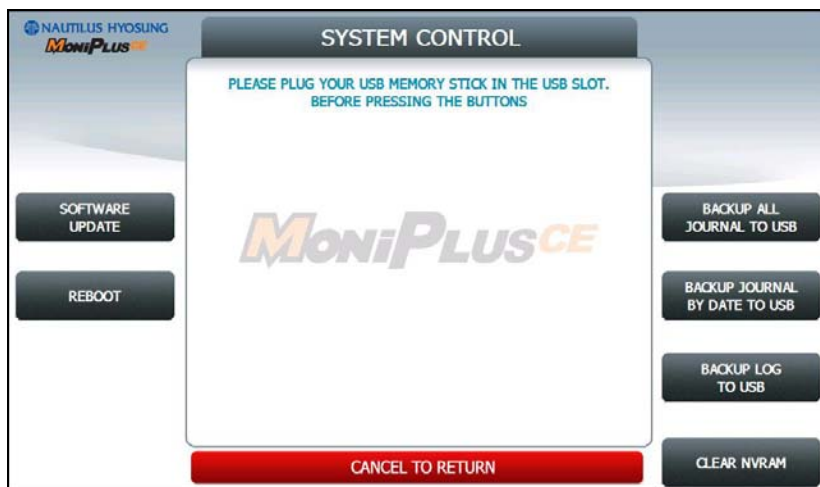 NAUTILUS HYOSUNG
MONIPLUS CE
SYSTEM CONTROL
PLEASE PLUG YOUR USB MEMORY STICK IN THE USB SLOT.
BEFORE PRESSING THE BUTTONS
SOFTWARE
UPDATE
REBOOT
MONIPLUSCE
BACKUP ALL
JOURNAL TO USB
BACKUP JOURNAL
BY DATE TO USB
BACKUP LOG
TO USB
CLEAR NVRAM
CANCEL TO RETURN